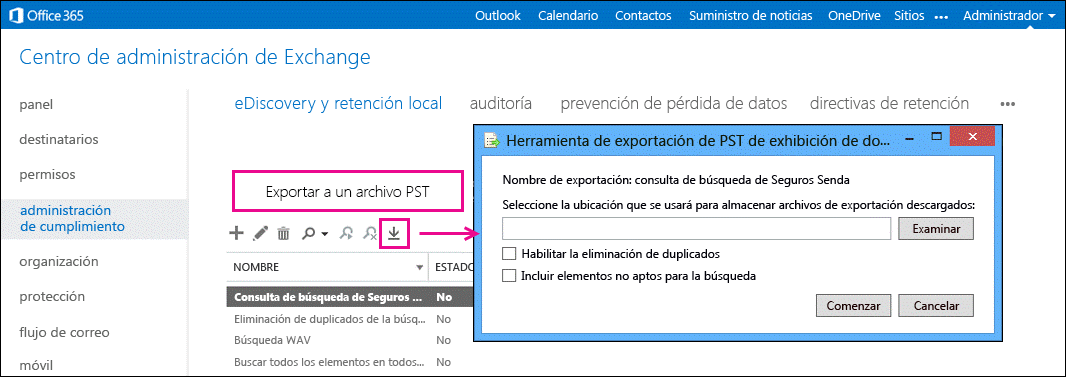 Office 365
Outlook Calendario Contactos Suministro de noticias OneDrive Sitios ••• Administrador
Centro de administración de Exchange
panel
destinatarios
permisos
administración
de cumplimiento
organización
protección
flujo de correo
móvil
eDiscovery y retención local auditoría prevención de pérdida de datos directivas de retención •••
Exportar a un archivo PST
NOMBRE ESTADO
Consulta de búsqueda de Seguros ... No
Eliminación de duplicados de la búsq... No
Búsqueda WAV No
Buscar todos los elementos en todos... No
Herramienta de exportación de PST de exhibición de do...
Nombre de exportación: consulta de búsqueda de Seguros Senda
Seleccione la ubicación que se usará para almacenar archivos de exportación descargados:
Examinar
Habilitar la eliminación de duplicados
Incluir elementos no aptos para la búsqueda
Comenzar Cancelar